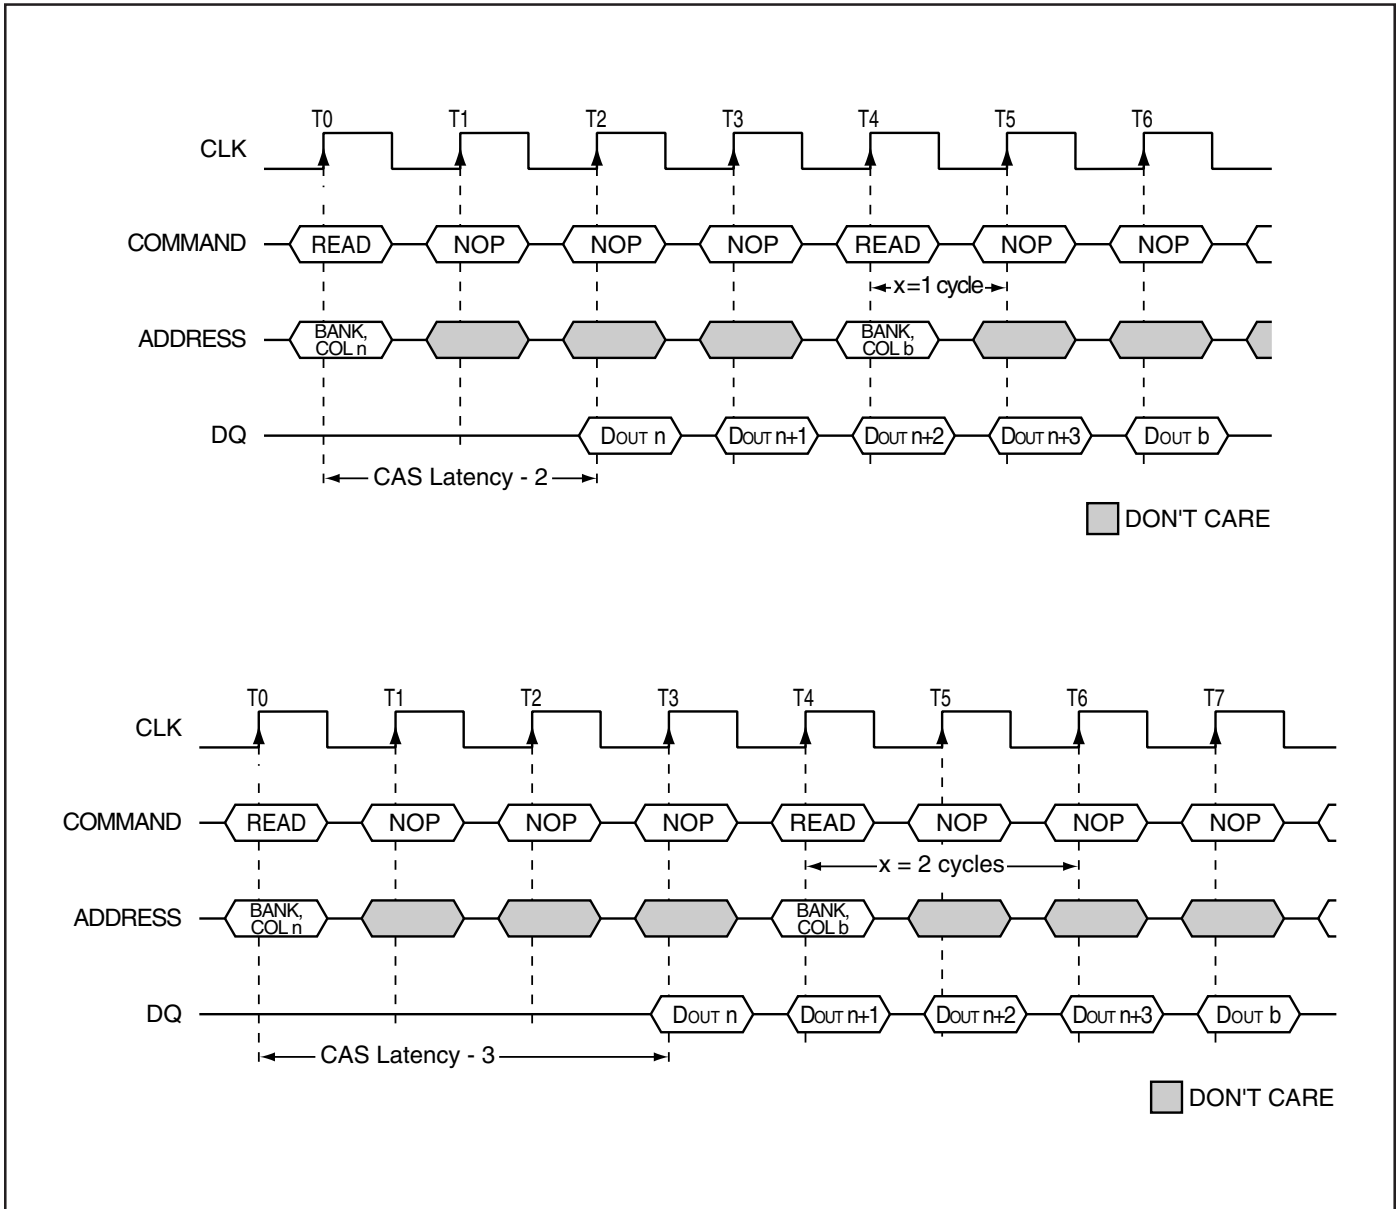 T0 T1 T2 T3 T4 T5 T6
CLK
COMMAND READ NOP NOP NOP READ NOP NOP
x=1 cycle
ADDRESS BANK, COL n BANK, COL b
DQ DOUT n DOUT n+1 DOUT n+2 DOUT n+3 DOUT b
CAS Latency - 2
DON'T CARE
T0 T1 T2 T3 T4 T5 T6 T7
CLK
COMMAND READ NOP NOP NOP READ NOP NOP NOP
x = 2 cycles
ADDRESS BANK, COL n BANK, COL b
DQ DOUT n DOUT n+1 DOUT n+2 DOUT n+3 DOUT b
CAS Latency - 3
DON'T CARE